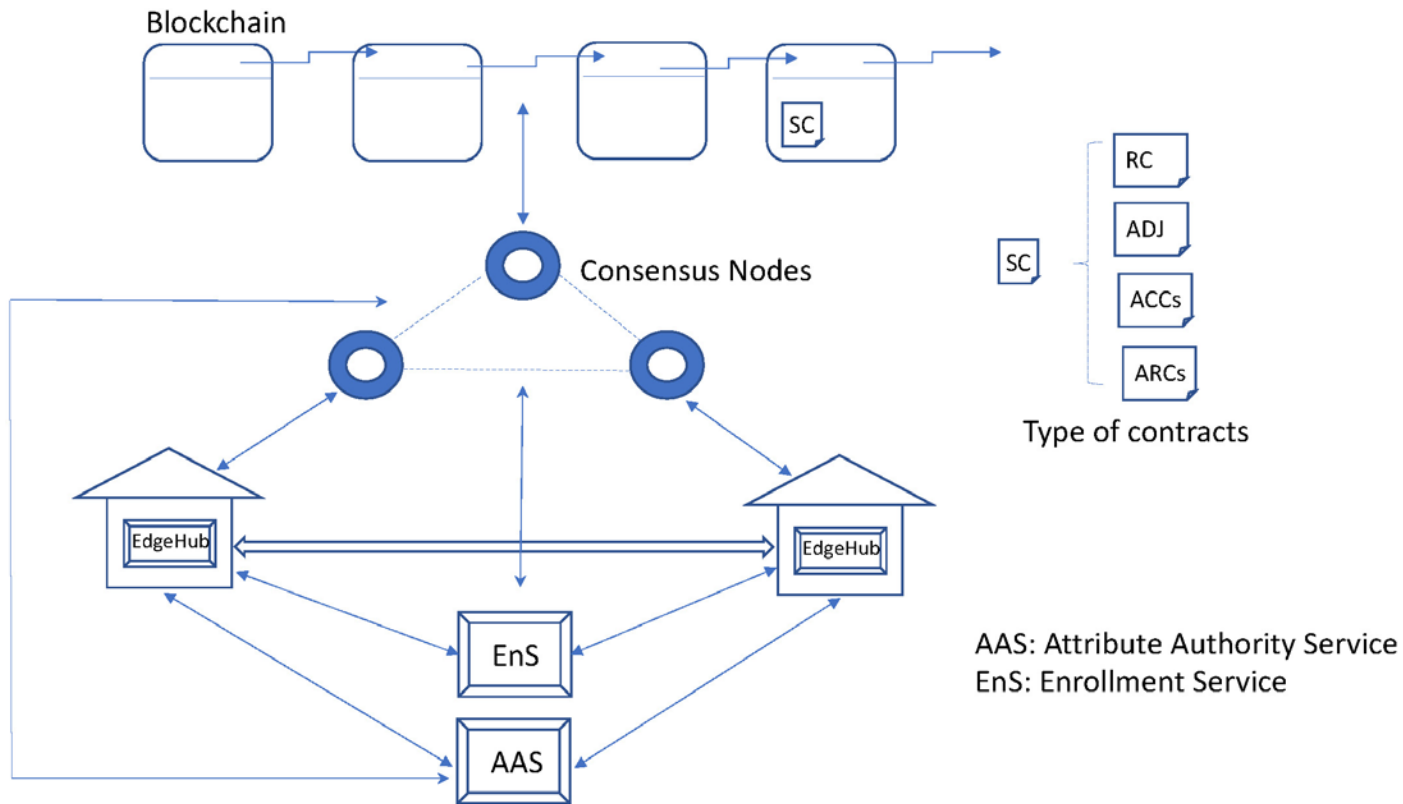 Blockchain
SC
RC
ADJ
SC
ACCs
ARCs
Type of contracts
Consensus Nodes
EdgeHub
EdgeHub
EnS
AAS
AAS: Attribute Authority Service
EnS: Enrollment Service